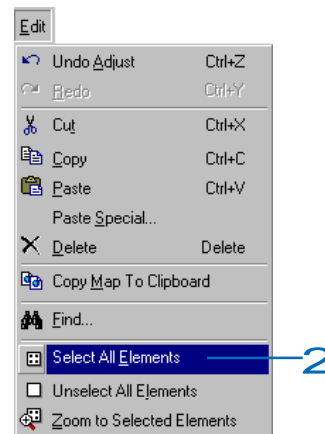 Edit
Undo Adjust Ctrl+Z
Redo Ctrl+Y
Cut Ctrl+X
Copy Ctrl+C
Paste Ctrl+V
Paste Special...
Delete Delete
Copy Map To Clipboard
Find...
Select All Elements 2
Unselect All Elements
Zoom to Selected Elements